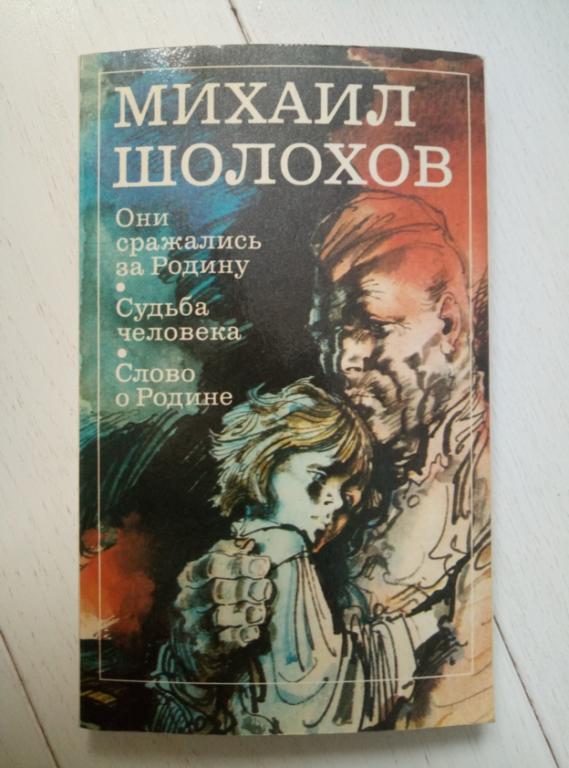 МИХАИЛ
ШОЛОХОВ
Они
сражались
за Родину
•
Судьба
человека
•
Слово
о Родине